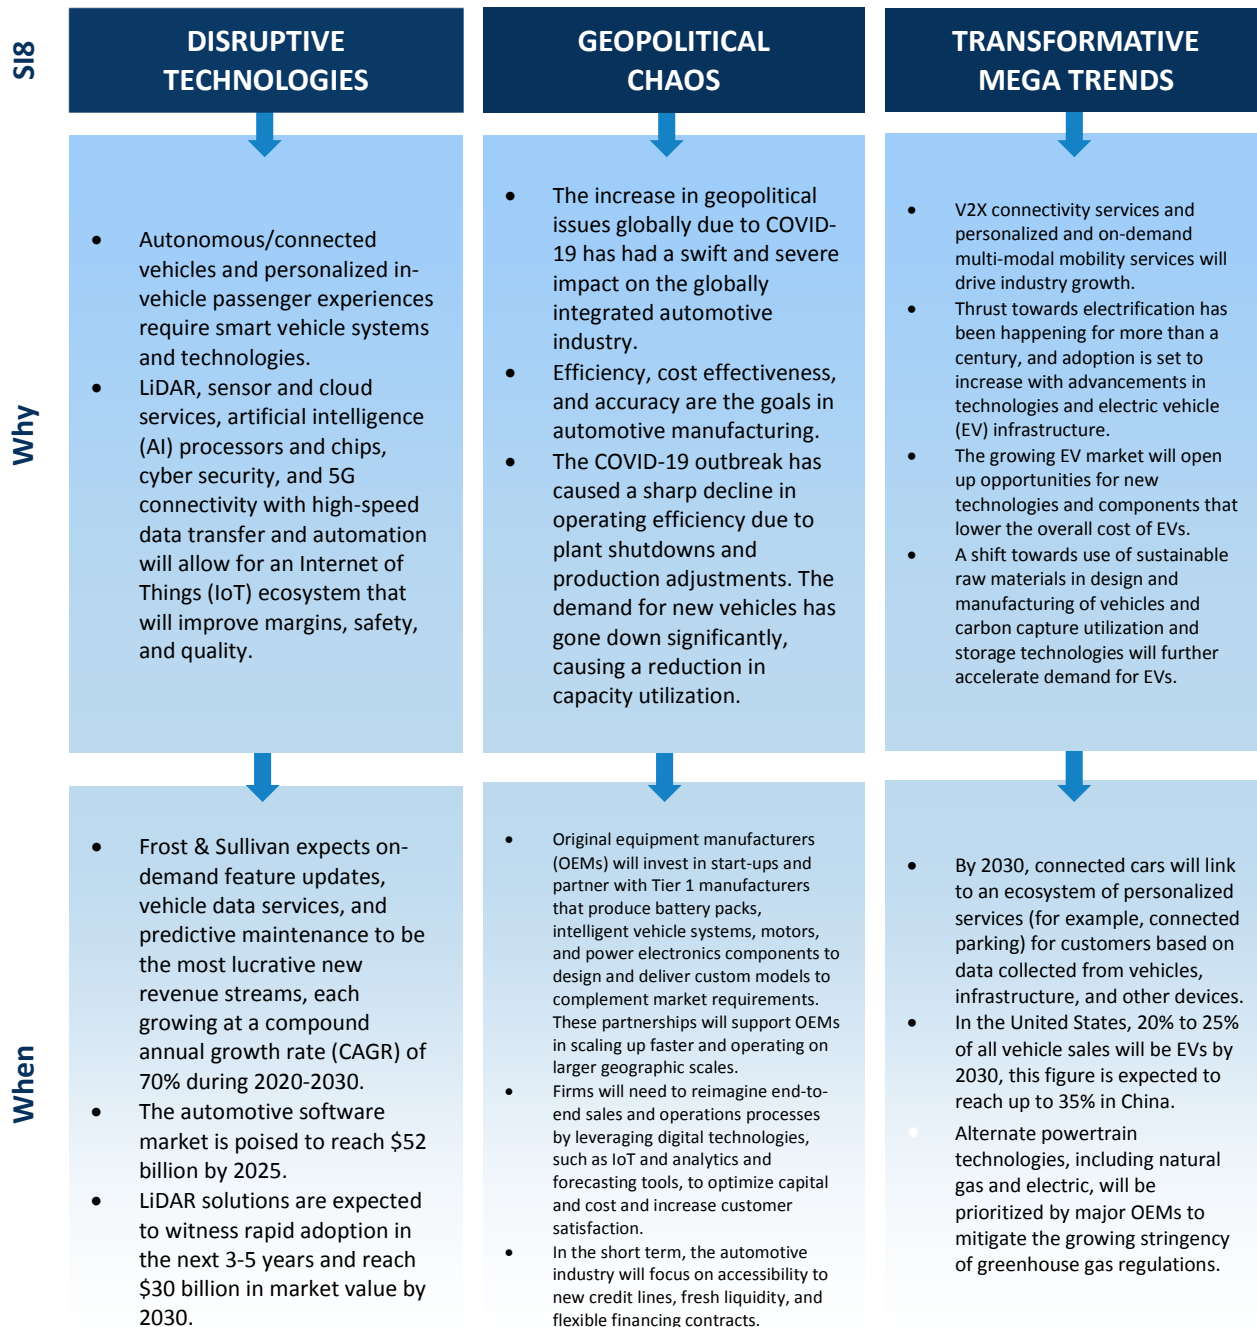 SI8
DISRUPTIVE
TECHNOLOGIES
GEOPOLITICAL
CHAOS
TRANSFORMATIVE
MEGA TRENDS
Why
• Autonomous/connected
vehicles and personalized in-
vehicle passenger experiences
require smart vehicle systems
and technologies.
• LiDAR, sensor and cloud
services, artificial intelligence
(AI) processors and chips,
cyber security, and 5G
connectivity with high-speed
data transfer and automation
will allow for an Internet of
Things (IoT) ecosystem that
will improve margins, safety,
and quality.
• The increase in geopolitical
issues globally due to COVID-
19 has had a swift and severe
impact on the globally
integrated automotive
industry.
• Efficiency, cost effectiveness,
and accuracy are the goals in
automotive manufacturing.
• The COVID-19 outbreak has
caused a sharp decline in
operating efficiency due to
plant shutdowns and
production adjustments. The
demand for new vehicles has
gone down significantly,
causing a reduction in
capacity utilization.
• V2X connectivity services and
personalized and on-demand
multi-modal mobility services will
drive industry growth.
• Thrust towards electrification has
been happening for more than a
century, and adoption is set to
increase with advancements in
technologies and electric vehicle
(EV) infrastructure.
• The growing EV market will open
up opportunities for new
technologies and components that
lower the overall cost of EVs.
• A shift towards use of sustainable
raw materials in design and
manufacturing of vehicles and
carbon capture utilization and
storage technologies will further
accelerate demand for EVs.
When
• Frost & Sullivan expects on-
demand feature updates,
vehicle data services, and
predictive maintenance to be
the most lucrative new
revenue streams, each
growing at a compound
annual growth rate (CAGR) of
70% during 2020-2030.
• The automotive software
market is poised to reach $52
billion by 2025.
• LiDAR solutions are expected
to witness rapid adoption in
the next 3-5 years and reach
$30 billion in market value by
2030.
• Original equipment manufacturers
(OEMs) will invest in start-ups and
partner with Tier 1 manufacturers
that produce battery packs,
intelligent vehicle systems, motors,
and power electronics components to
design and deliver custom models to
complement market requirements.
These partnerships will support OEMs
in scaling up faster and operating on
larger geographic scales.
• Firms will need to reimagine end-to-
end sales and operations processes
by leveraging digital technologies,
such as IoT and analytics and
forecasting tools, to optimize capital
and cost and increase customer
satisfaction.
• In the short term, the automotive
industry will focus on accessibility to
new credit lines, fresh liquidity, and
flexible financing contracts.
• By 2030, connected cars will link
to an ecosystem of personalized
services (for example, connected
parking) for customers based on
data collected from vehicles,
infrastructure, and other devices.
• In the United States, 20% to 25%
of all vehicle sales will be EVs by
2030, this figure is expected to
reach up to 35% in China.
• Alternate powertrain
technologies, including natural
gas and electric, will be
prioritized by major OEMs to
mitigate the growing stringency
of greenhouse gas regulations.